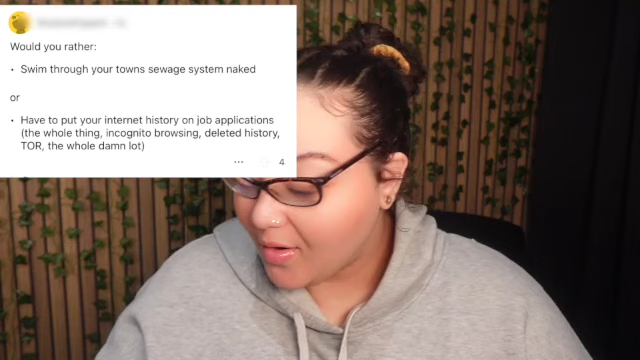 Would you rather:
• Swim through your towns sewage system naked
or
• Have to put your internet history on job applications
(the whole thing, incognito browsing, deleted history,
TOR, the whole damn lot)
... 4